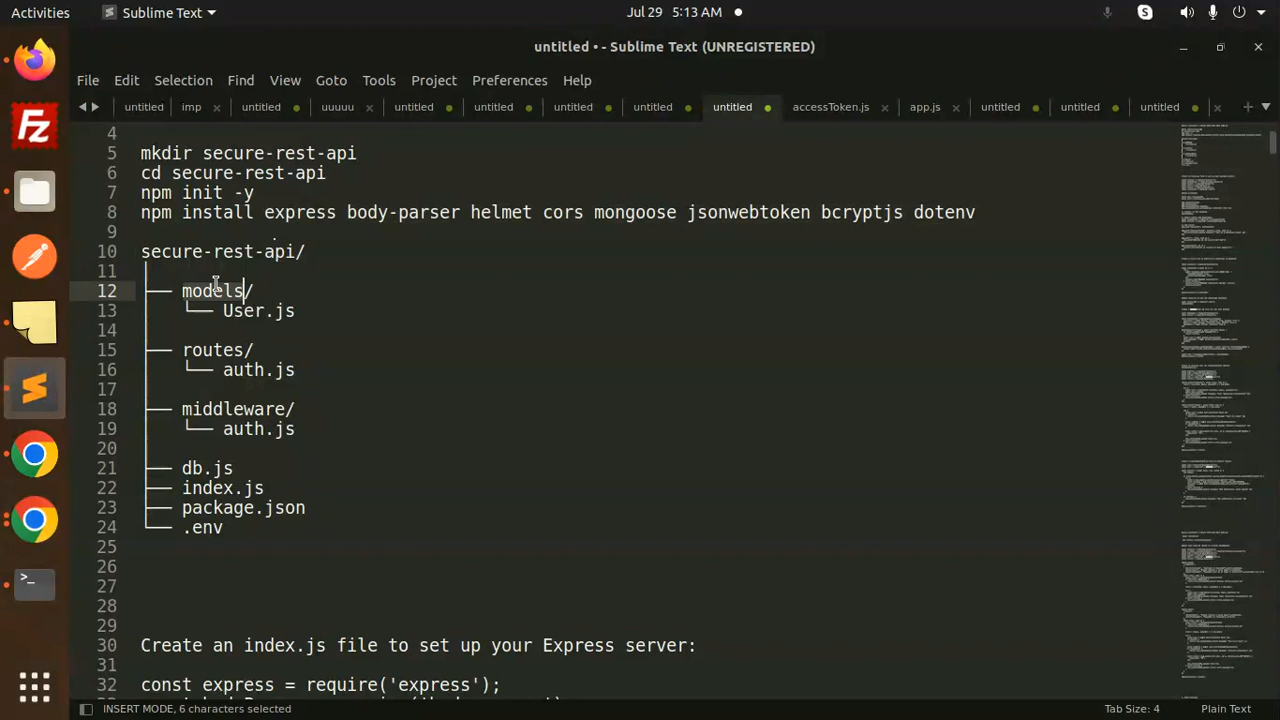 Activities
Sublime Text
Jul 29 5:13 AM
untitled • - Sublime Text (UNREGISTERED)
File Edit Selection Find View Goto Tools Project Preferences Help
untitled imp untitled uuuuu untitled untitled untitled untitled untitled accessToken.js app.js untitled untitled untitled
4
5 mkdir secure-rest-api
6 cd secure-rest-api
7 npm init -y
8 npm install express body-parser helmet cors mongoose jsonwebtoken bcryptjs dotenv
9
10 secure-rest-api/
11 │
12 ├── models/
13 │   └── User.js
14 │
15 ├── routes/
16 │   └── auth.js
17 │
18 ├── middleware/
19 │   └── auth.js
20 │
21 ├── db.js
22 ├── index.js
23 ├── package.json
24 └── .env
25
26
27
28
29
30 Create an index.js file to set up Express server:
31
32 const express = require('express');
INSERT MODE, 6 characters selected
Tab Size: 4
Plain Text